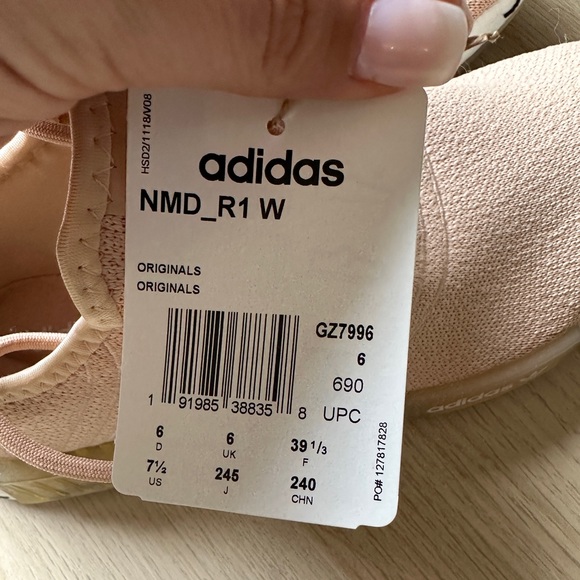 HSD2/1118/V08
adidas
NMD_R1 W
ORIGINALS
ORIGINALS
GZ7996
6
690
1 91985 38835 8 UPC
6 6 39 1/3
D UK F
7½ 245 240
US J CHN
PO# 127817828
adidas